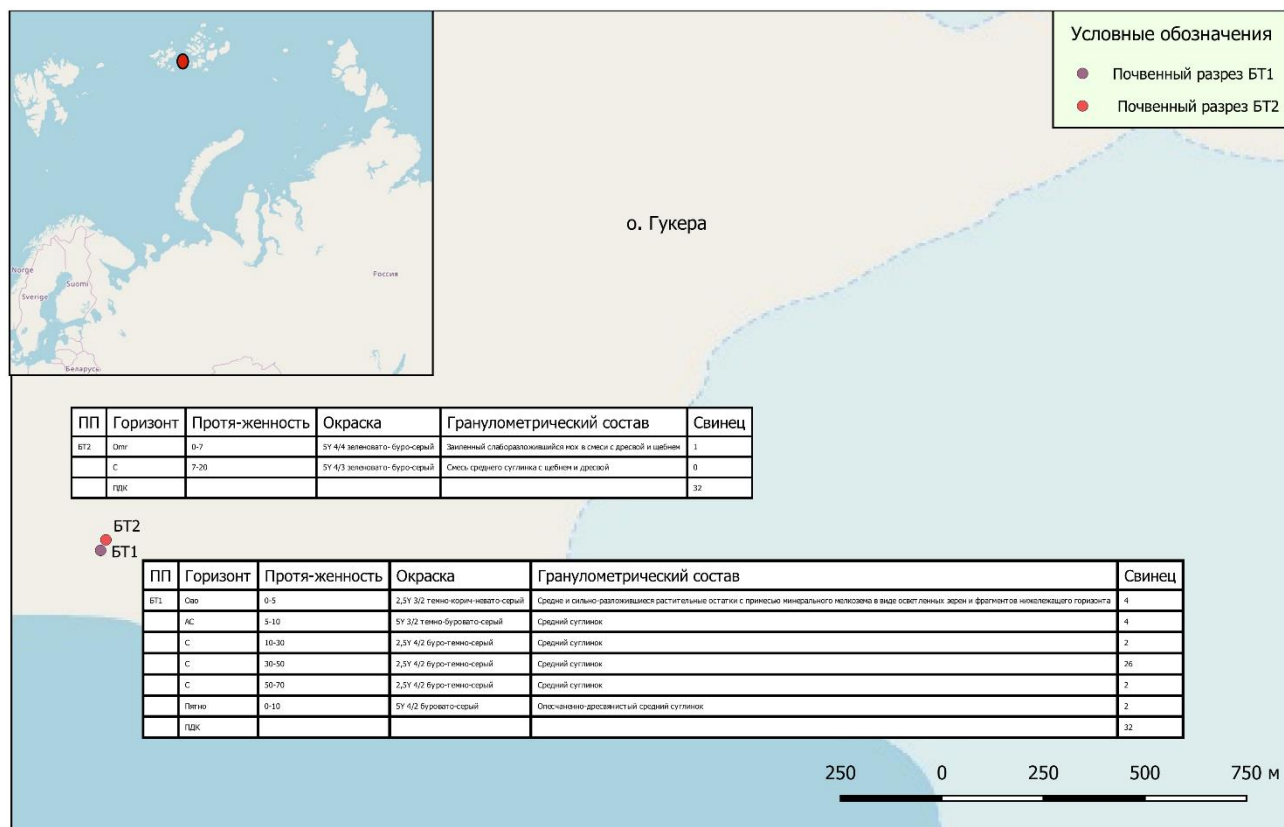 Условные обозначения
Почвенный разрез БТ1
Почвенный разрез БТ2
Norge
Sverige
Suomi
Россия
Беларусь
о. Гукера
ПП Горизонт Протя-женность Окраска Гранулометрический состав Свинец
БТ2 Omr 0-7 5Y 4/4 зеленовато- буро-серый Заиленный слаборазложившийся мох в смеси с дресвой и щебнем 1
С 7-20 5Y 4/3 зеленовато- буро-серый Смесь среднего суглинка с щебнем и дресвой 0
ПДК 32
БТ2
БТ1
ПП Горизонт Протя-женность Окраска Гранулометрический состав Свинец
БТ1 Оао 0-5 2,5Y 3/2 темно-корич-невато-серый Средне и сильно-разложившиеся растительные остатки с примесью минерального мелкозема в виде осветленных зерен и фрагментов нижележащего горизонта 4
АС 5-10 5Y 3/2 темно-буровато-серый Средний суглинок 4
С 10-30 2,5Y 4/2 буро-темно-серый Средний суглинок 2
С 30-50 2,5Y 4/2 буро-темно-серый Средний суглинок 26
С 50-70 2,5Y 4/2 буро-темно-серый Средний суглинок 2
Пятно 0-10 5Y 4/2 буровато-серый Опесчаненно-дресвянистый средний суглинок 2
ПДК 32
250 0 250 500 750 м